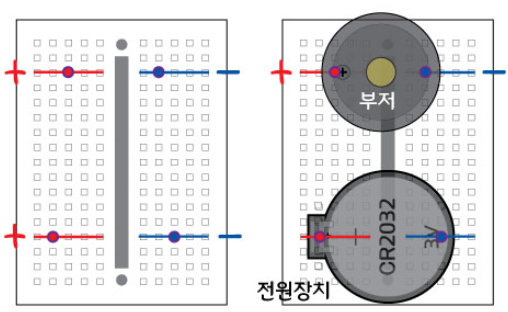 + - + -
+ 부저 -
+ - CR2032 3V
전원장치